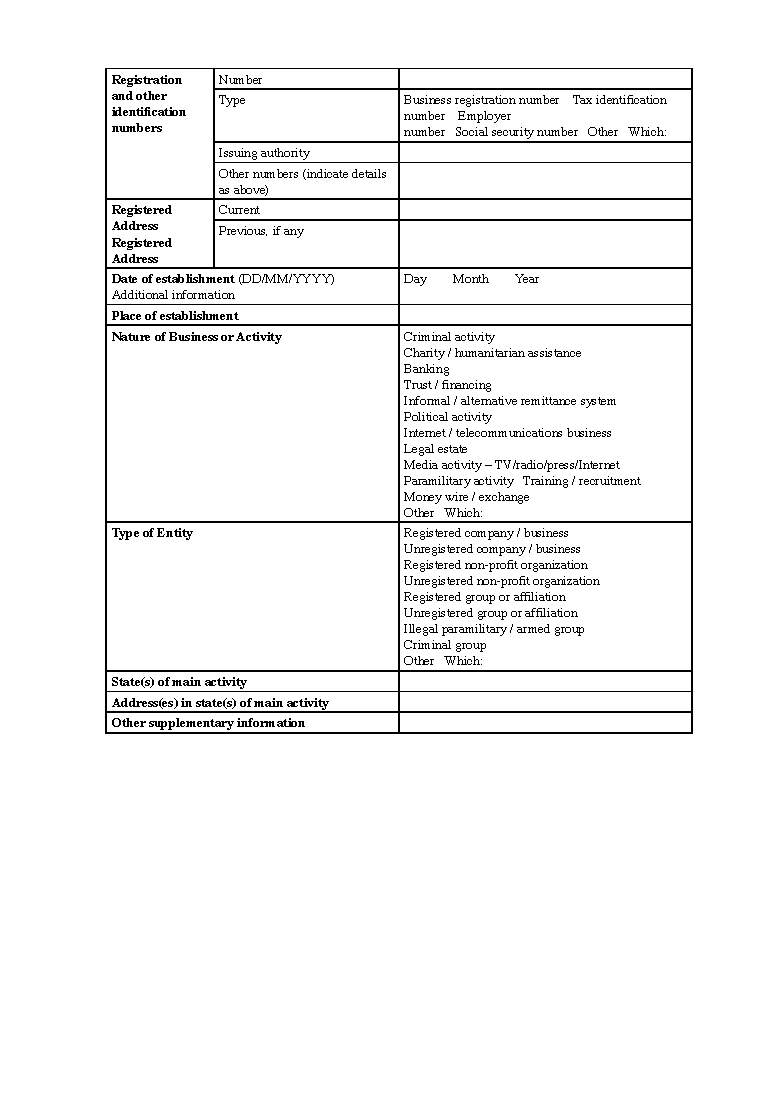 Registration
and other
identification
numbers
Number
Type
Business registration number Tax identification
number Employer
number Social security number Other Which:
Issuing authority
Other numbers (indicate details
as above)
Registered
Address
Registered
Address
Current
Previous, if any
Date of establishment (DD/MM/YYYY)
Additional information
Day Month Year
Place of establishment
Nature of Business or Activity
Criminal activity
Charity / humanitarian assistance
Banking
Trust / financing
Informal / alternative remittance system
Political activity
Internet / telecommunications business
Legal estate
Media activity – TV/radio/press/Internet
Paramilitary activity Training / recruitment
Money wire / exchange
Other Which:
Type of Entity
Registered company / business
Unregistered company / business
Registered non-profit organization
Unregistered non-profit organization
Registered group or affiliation
Unregistered group or affiliation
Illegal paramilitary / armed group
Criminal group
Other Which:
State(s) of main activity
Address(es) in state(s) of main activity
Other supplementary information